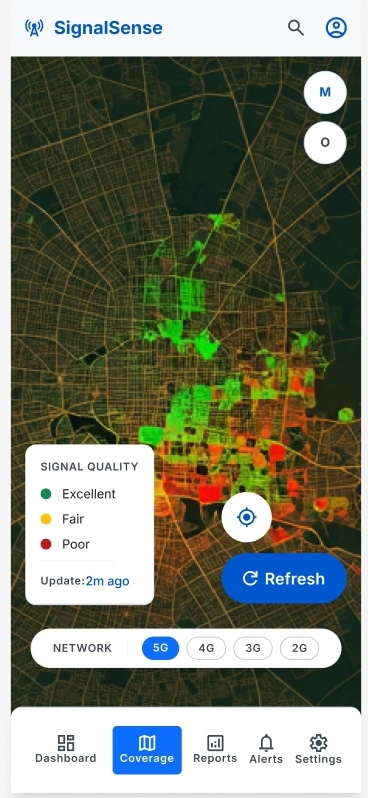 SignalSense
M
O
SIGNAL QUALITY
Excellent
Fair
Poor
Update:2m ago
Refresh
NETWORK 5G 4G 3G 2G
Dashboard Coverage Reports Alerts Settings